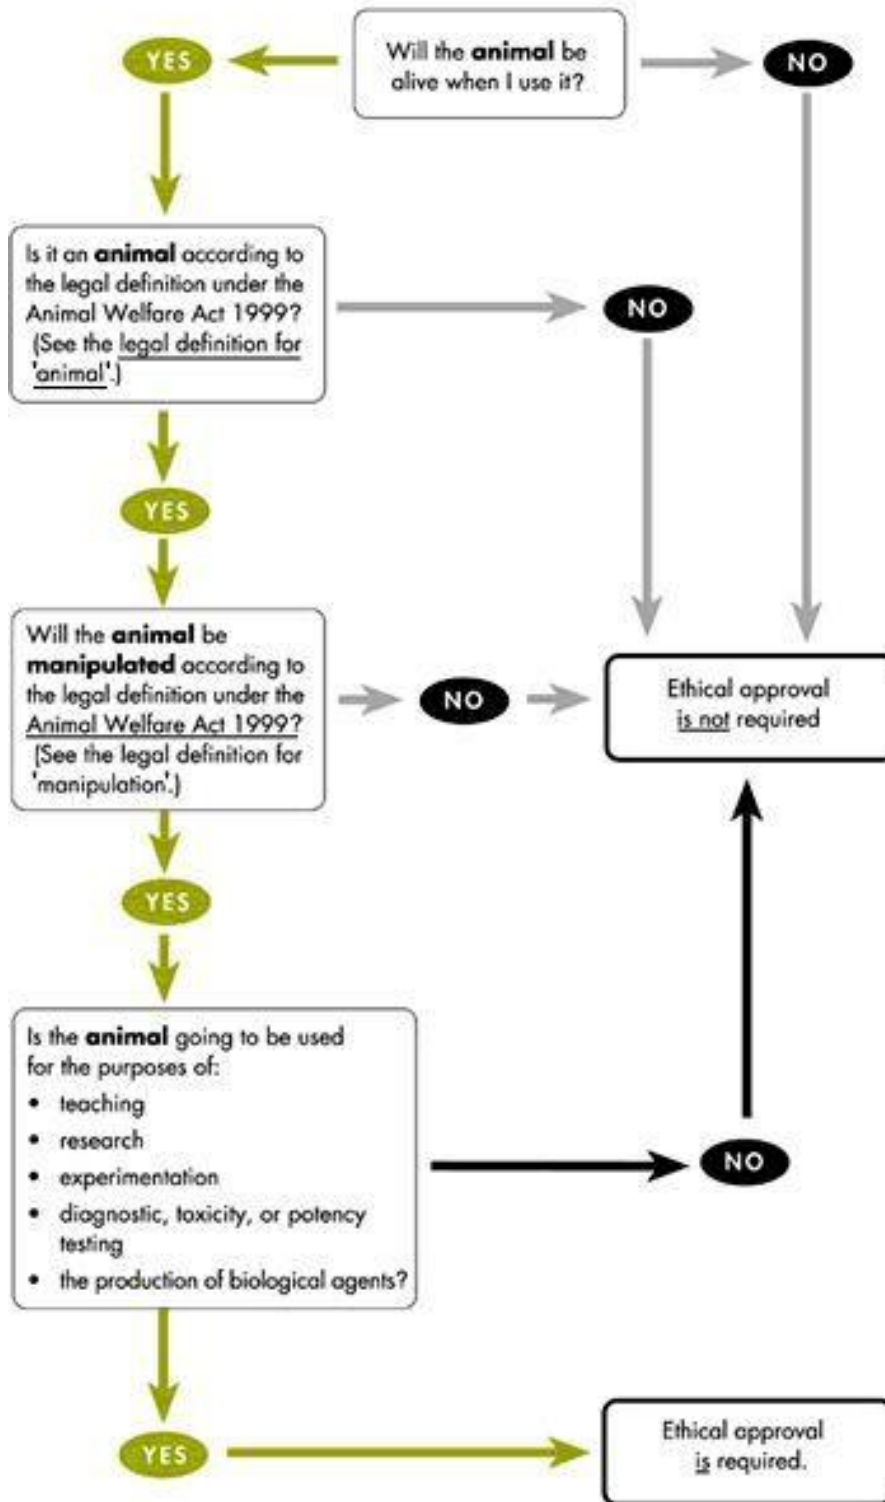 Will the animal be
alive when I use it?
YES
NO
Is it an animal according to
the legal definition under the
Animal Welfare Act 1999?
(See the legal definition for
'animal'.)
NO
YES
Will the animal be
manipulated according to
the legal definition under the
Animal Welfare Act 1999?
(See the legal definition for
'manipulation'.)
NO
Ethical approval
is not required
YES
Is the animal going to be used
for the purposes of:
• teaching
• research
• experimentation
• diagnostic, toxicity, or potency
testing
• the production of biological agents?
NO
YES
Ethical approval
is required.